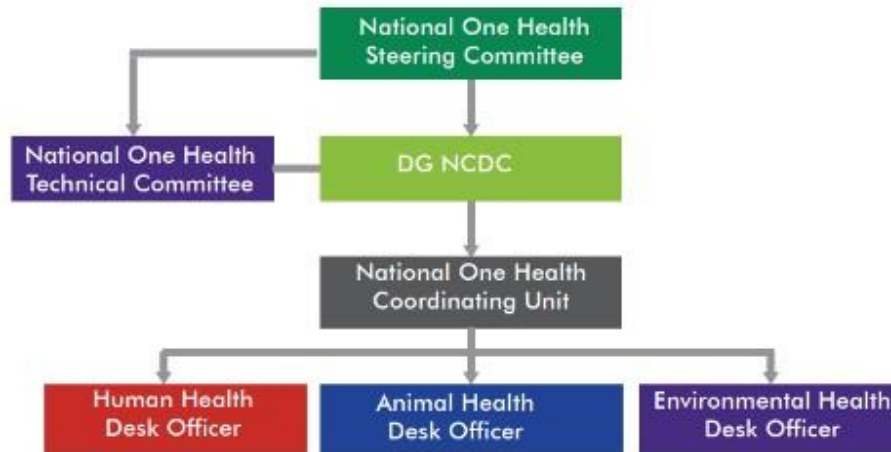 National One Health
Steering Committee
National One Health
Technical Committee
DG NCDC
National One Health
Coordinating Unit
Human Health
Desk Officer
Animal Health
Desk Officer
Environmental Health
Desk Officer